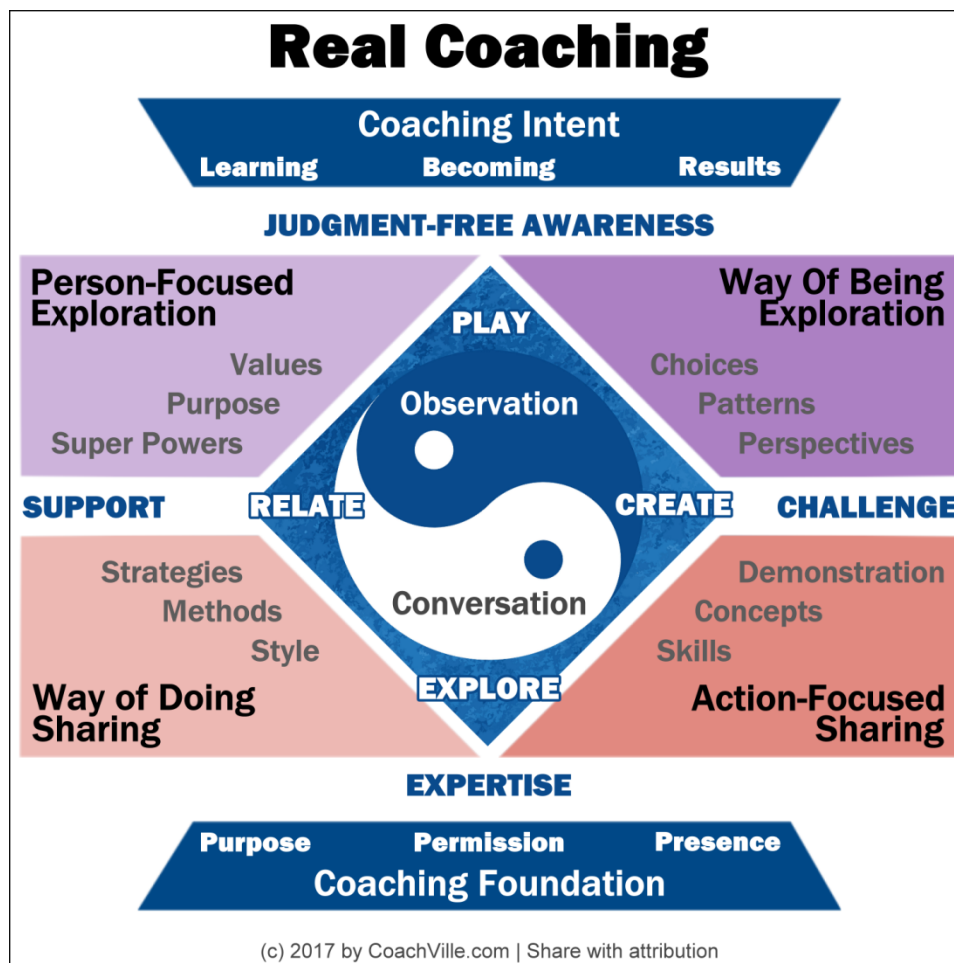 Real Coaching
Coaching Intent
Learning Becoming Results
JUDGMENT-FREE AWARENESS
Person-Focused
Exploration
Values
Purpose
Super Powers
Way Of Being
Exploration
Choices
Patterns
Perspectives
PLAY
Observation
SUPPORT
RELATE
CREATE
CHALLENGE
Conversation
EXPLORE
Strategies
Methods
Style
Way of Doing
Sharing
Demonstration
Concepts
Skills
Action-Focused
Sharing
EXPERTISE
Purpose Permission Presence
Coaching Foundation
(c) 2017 by CoachVille.com | Share with attribution